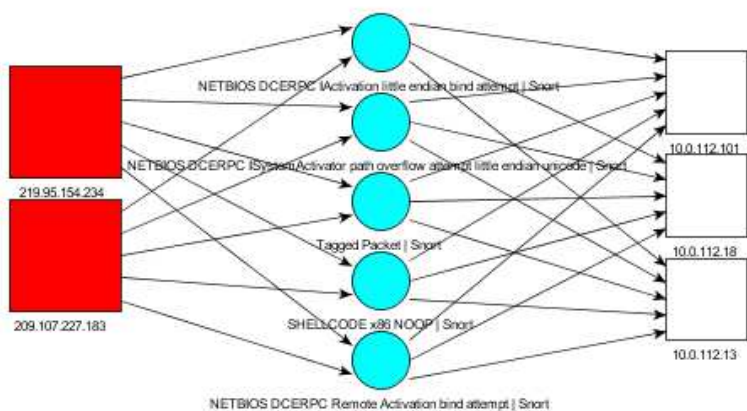 NETBIOS DCERPC IActivation little endian bind attempt | Snort
10.0.112.101
NETBIOS DCERPC ISystemActivator path overflow attempt little endian unicode | Snort
219.95.154.234
Tagged Packet | Snort
10.0.112.18
SHELLCODE x86 NOOP | Snort
209.107.227.183
10.0.112.13
NETBIOS DCERPC Remote Activation bind attempt | Snort